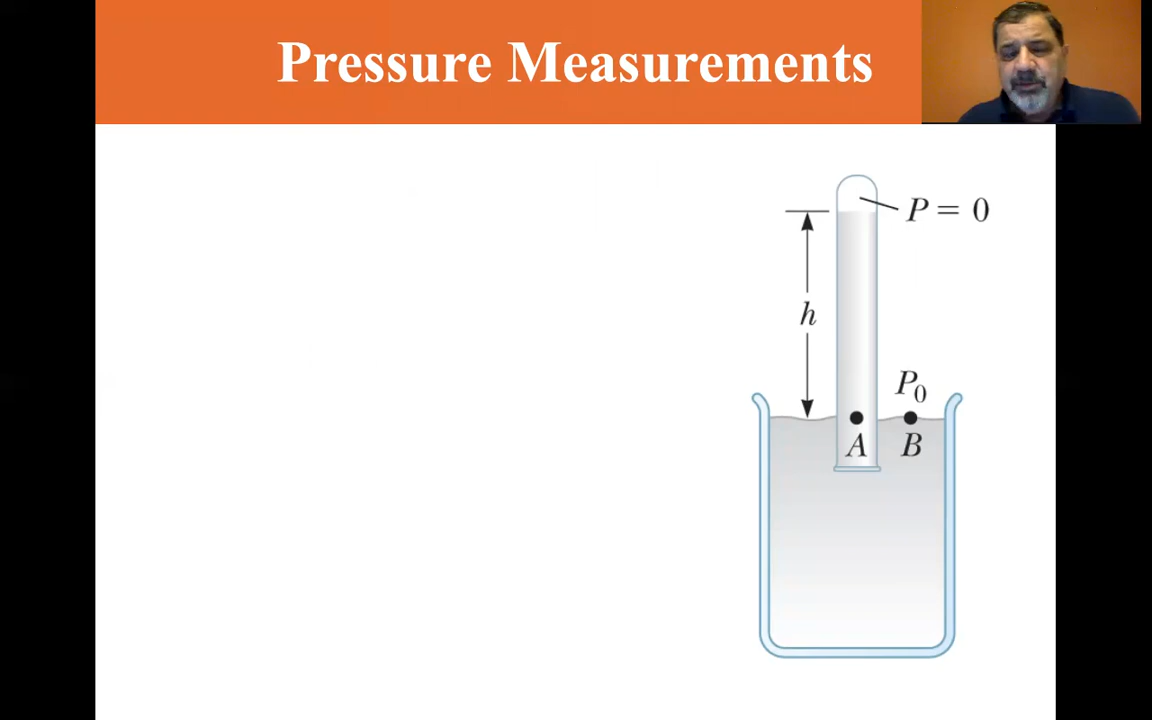 Pressure Measurements
P = 0
h
P₀
A
B